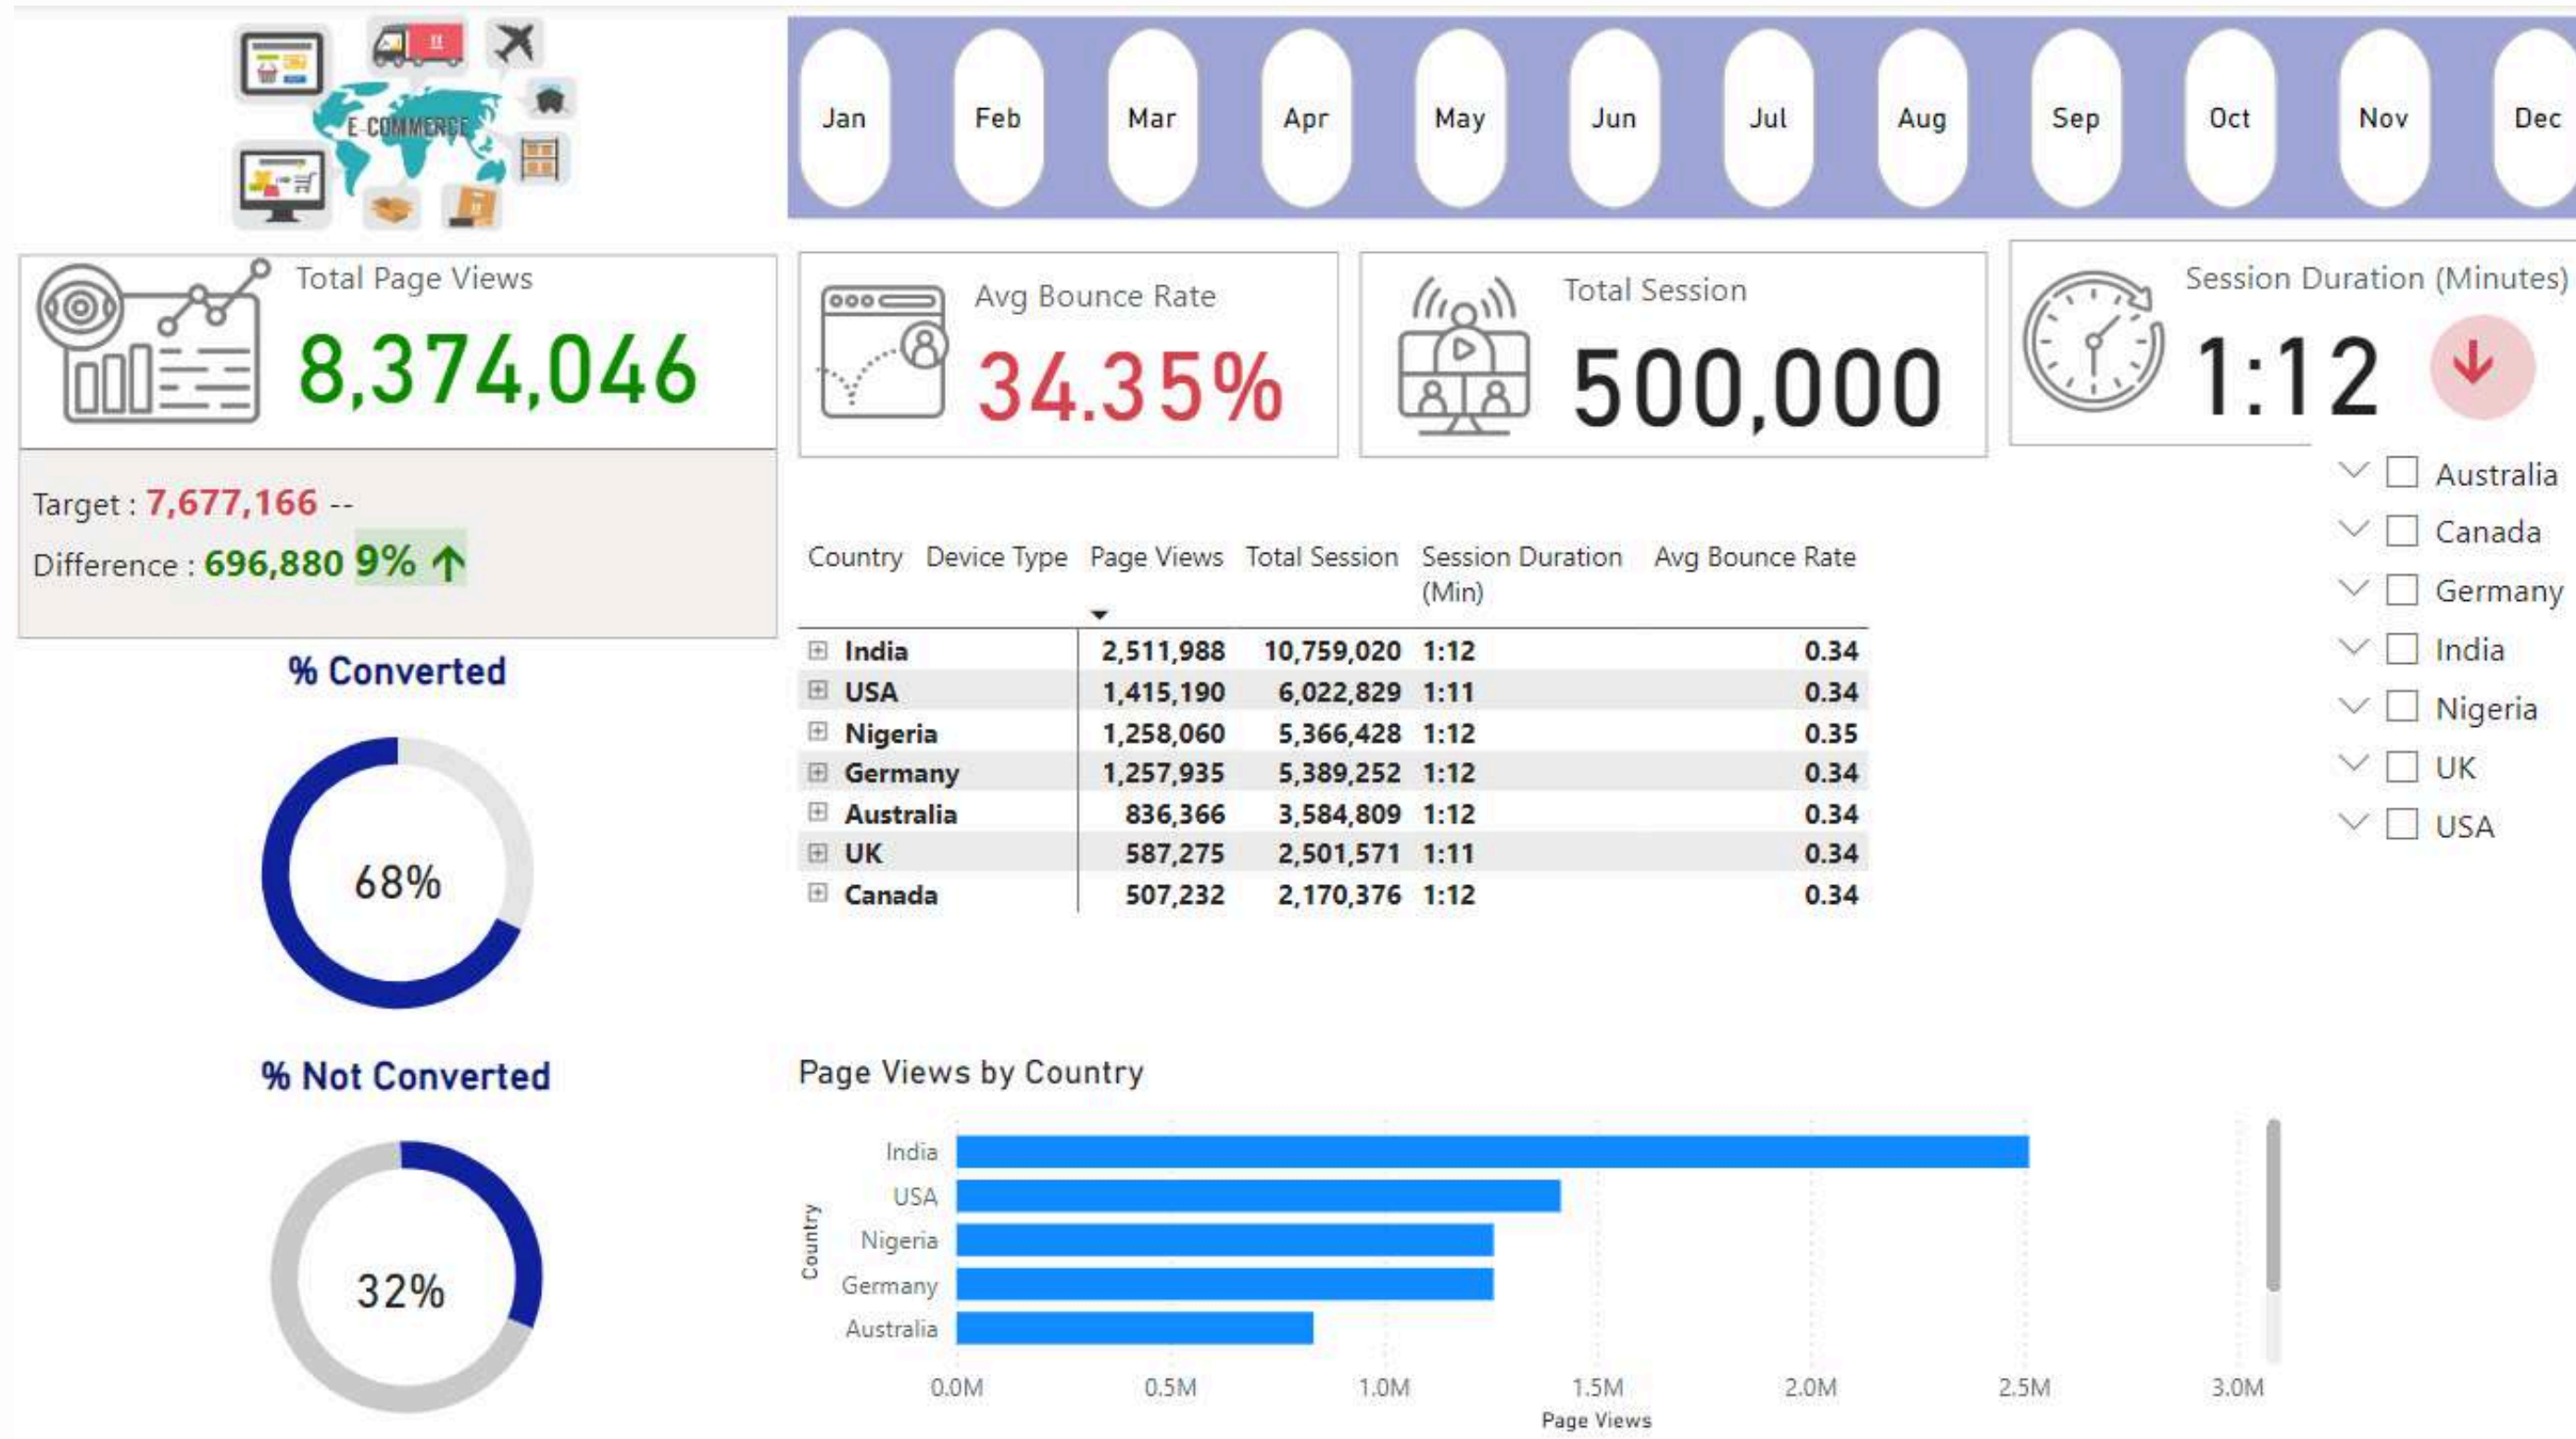 E-COMMERCE
Jan Feb Mar Apr May Jun Jul Aug Sep Oct Nov Dec
Total Page Views
8,374,046
Target : 7,677,166 --
Difference : 696,880 9% ↑
Avg Bounce Rate
34.35%
Total Session
500,000
Session Duration (Minutes)
1:12 ↓
Australia
Canada
Germany
India
Nigeria
UK
USA
Country Device Type Page Views Total Session Session Duration Avg Bounce Rate
(Min)
India 2,511,988 10,759,020 1:12 0.34
USA 1,415,190 6,022,829 1:11 0.34
Nigeria 1,258,060 5,366,428 1:12 0.35
Germany 1,257,935 5,389,252 1:12 0.34
Australia 836,366 3,584,809 1:12 0.34
UK 587,275 2,501,571 1:11 0.34
Canada 507,232 2,170,376 1:12 0.34
% Converted
68%
% Not Converted
32%
Page Views by Country
Country
India
USA
Nigeria
Germany
Australia
0.0M 0.5M 1.0M 1.5M 2.0M 2.5M 3.0M
Page Views